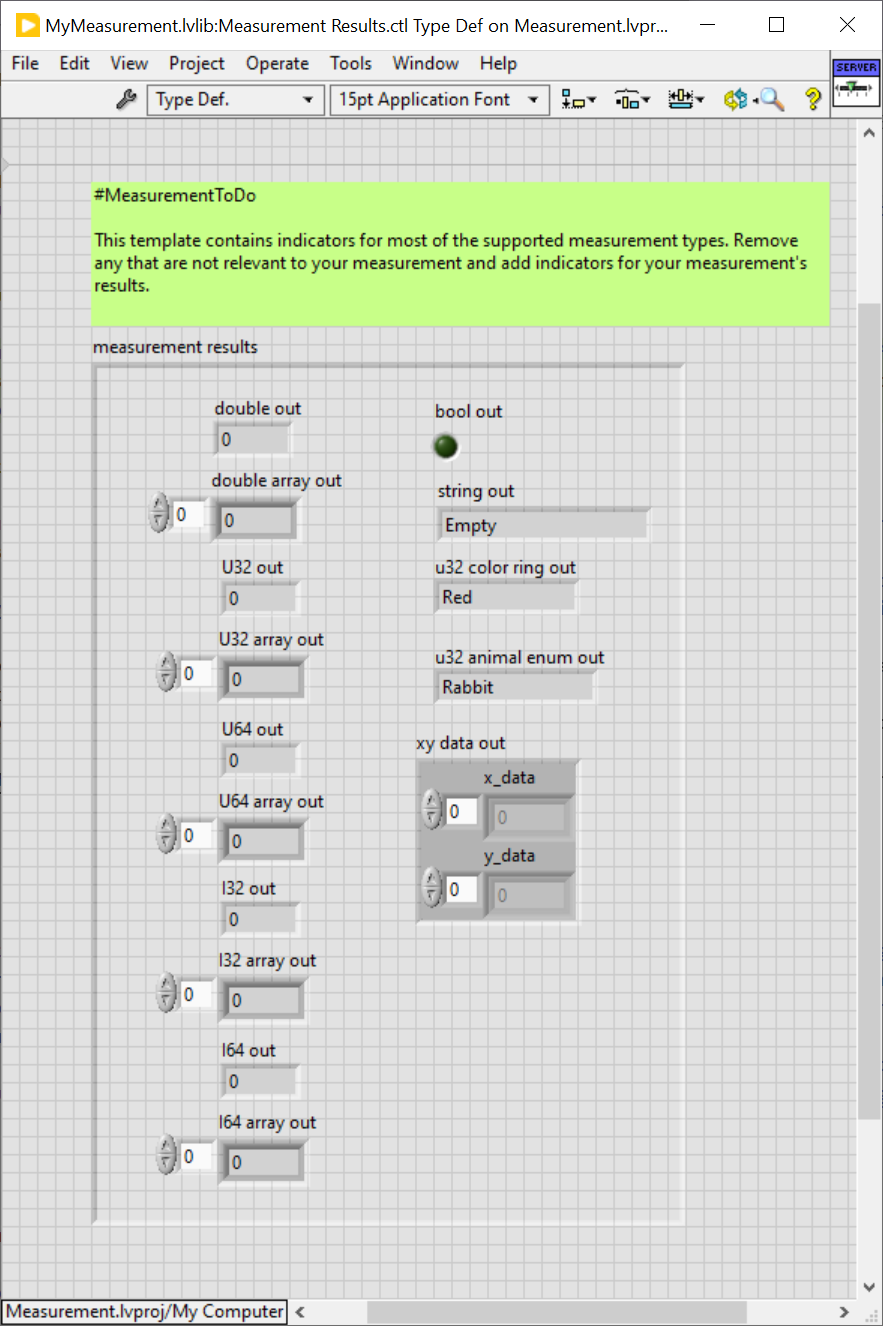 MyMeasurement.lvlib:Measurement Results.ctl Type Def on Measurement.lvpr...
File Edit View Project Operate Tools Window Help
SERVER
Type Def. 15pt Application Font
#MeasurementToDo
This template contains indicators for most of the supported measurement types. Remove
any that are not relevant to your measurement and add indicators for your measurement's
results.
measurement results
double out
0
double array out
0 0
U32 out
0
U32 array out
0 0
U64 out
0
U64 array out
0 0
I32 out
0
I32 array out
0 0
I64 out
0
I64 array out
0 0
bool out
string out
Empty
u32 color ring out
Red
u32 animal enum out
Rabbit
xy data out
x_data
0 0
y_data
0 0
Measurement.lvproj/My Computer